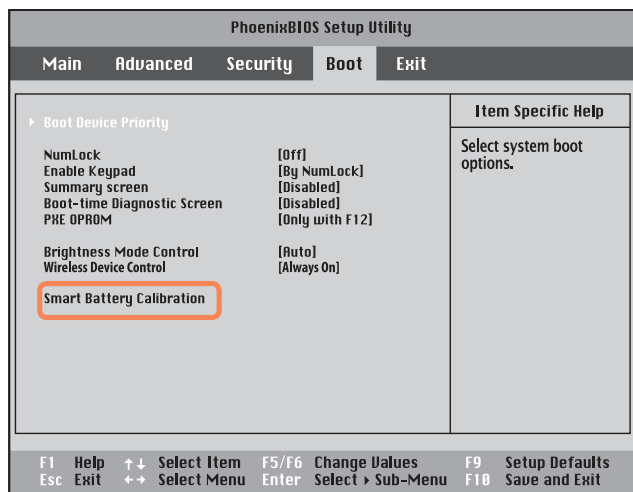 PhoenixBIOS Setup Utility
Main Advanced Security Boot Exit
Item Specific Help
Select system boot
options.
▸ Boot Device Priority
NumLock [Off]
Enable Keypad [By NumLock]
Summary screen [Disabled]
Boot-time Diagnostic Screen [Disabled]
PXE OPROM [Only with F12]
Brightness Mode Control [Auto]
Wireless Device Control [Always On]
Smart Battery Calibration
F1 Help ↑↓ Select Item F5/F6 Change Values F9 Setup Defaults
Esc Exit ←→ Select Menu Enter Select ▸ Sub-Menu F10 Save and Exit